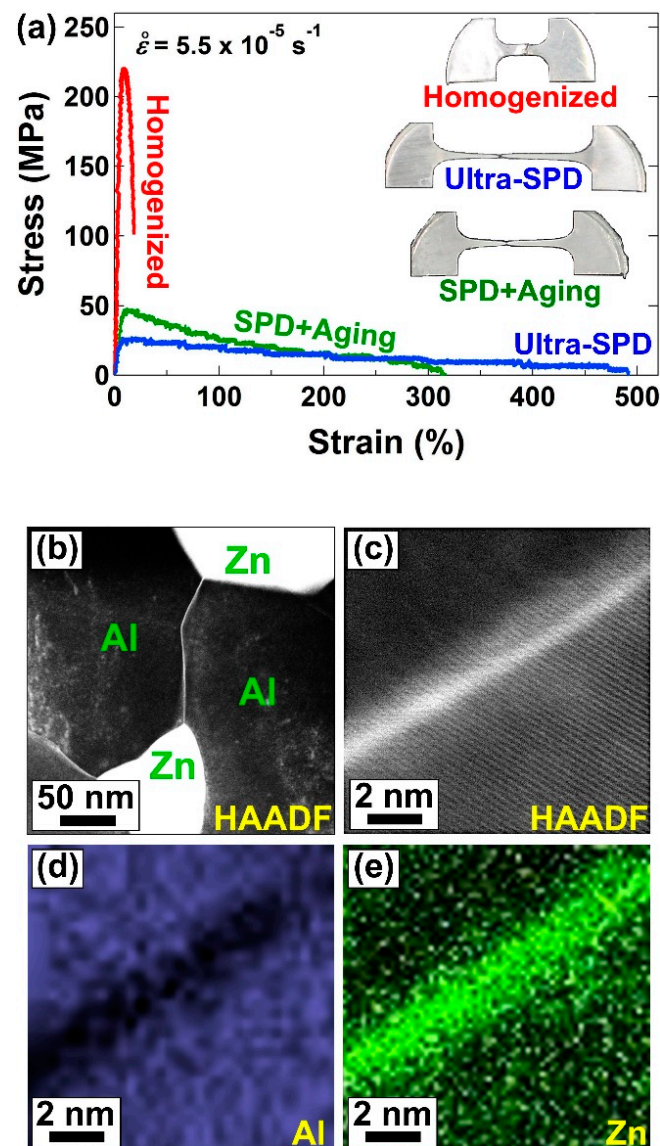 (a)
ε̊ = 5.5 x 10⁻⁵ s⁻¹
250
200
150
100
50
0
Stress (MPa)
Homogenized
Homogenized
Ultra-SPD
SPD+Aging
SPD+Aging
Ultra-SPD
0 100 200 300 400 500
Strain (%)
(b)
Zn
Al
Al
Zn
50 nm
HAADF
(c)
2 nm
HAADF
(d)
2 nm
Al
(e)
2 nm
Zn